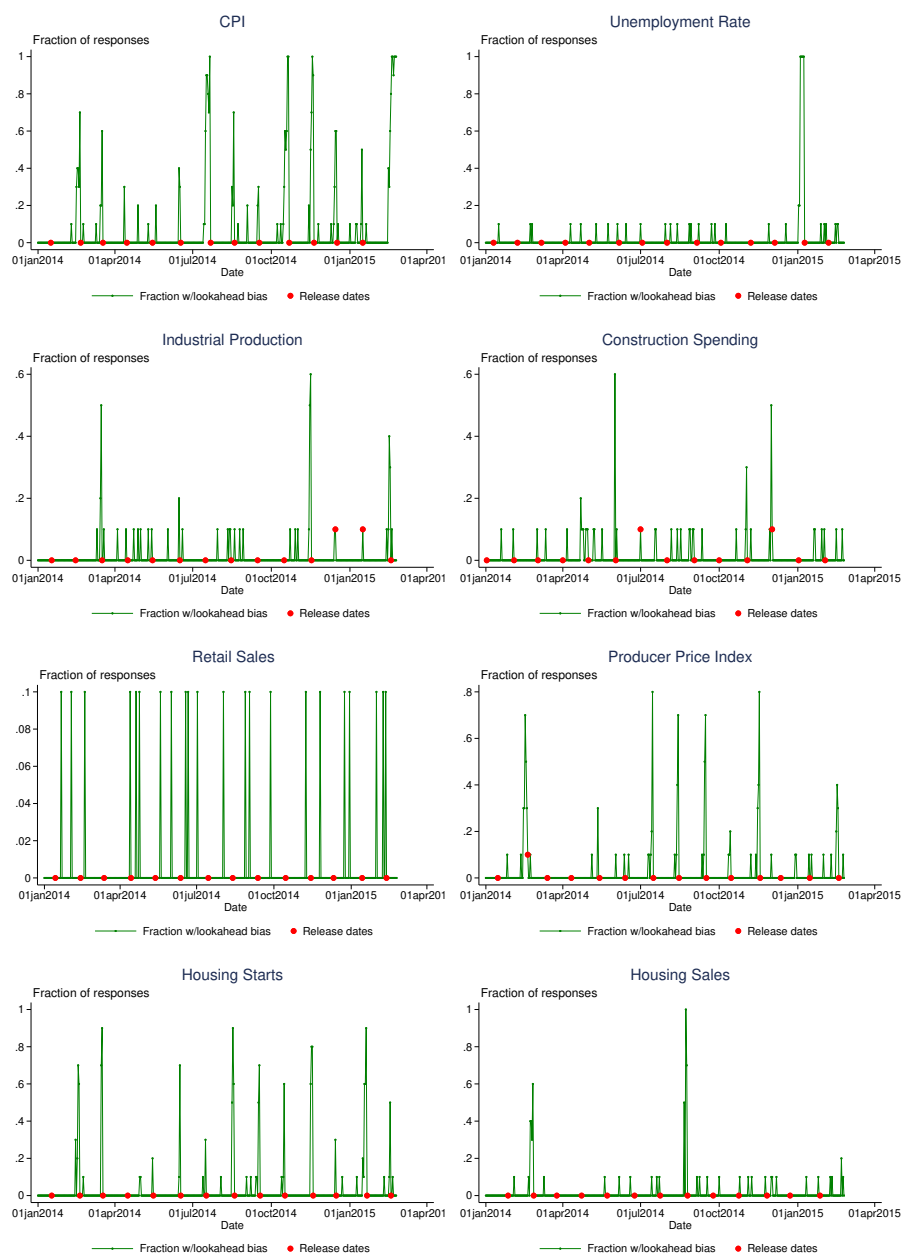 CPI
Fraction of responses
1
.8
.6
.4
.2
0
01jan2014 01apr2014 01jul2014 01oct2014 01jan2015 01apr201
Date
Fraction w/lookahead bias Release dates
Unemployment Rate
Fraction of responses
1
.8
.6
.4
.2
0
01jan2014 01apr2014 01jul2014 01oct2014 01jan2015 01apr2015
Date
Fraction w/lookahead bias Release dates
Industrial Production
Fraction of responses
.6
.4
.2
0
01jan2014 01apr2014 01jul2014 01oct2014 01jan2015 01apr201
Date
Fraction w/lookahead bias Release dates
Construction Spending
Fraction of responses
.6
.4
.2
0
01jan2014 01apr2014 01jul2014 01oct2014 01jan2015 01apr2015
Date
Fraction w/lookahead bias Release dates
Retail Sales
Fraction of responses
.1
.08
.06
.04
.02
0
01jan2014 01apr2014 01jul2014 01oct2014 01jan2015 01apr201
Date
Fraction w/lookahead bias Release dates
Producer Price Index
Fraction of responses
.8
.6
.4
.2
0
01jan2014 01apr2014 01jul2014 01oct2014 01jan2015 01apr2015
Date
Fraction w/lookahead bias Release dates
Housing Starts
Fraction of responses
1
.8
.6
.4
.2
0
01jan2014 01apr2014 01jul2014 01oct2014 01jan2015 01apr201
Date
Fraction w/lookahead bias Release dates
Housing Sales
Fraction of responses
1
.8
.6
.4
.2
0
01jan2014 01apr2014 01jul2014 01oct2014 01jan2015 01apr2015
Date
Fraction w/lookahead bias Release dates